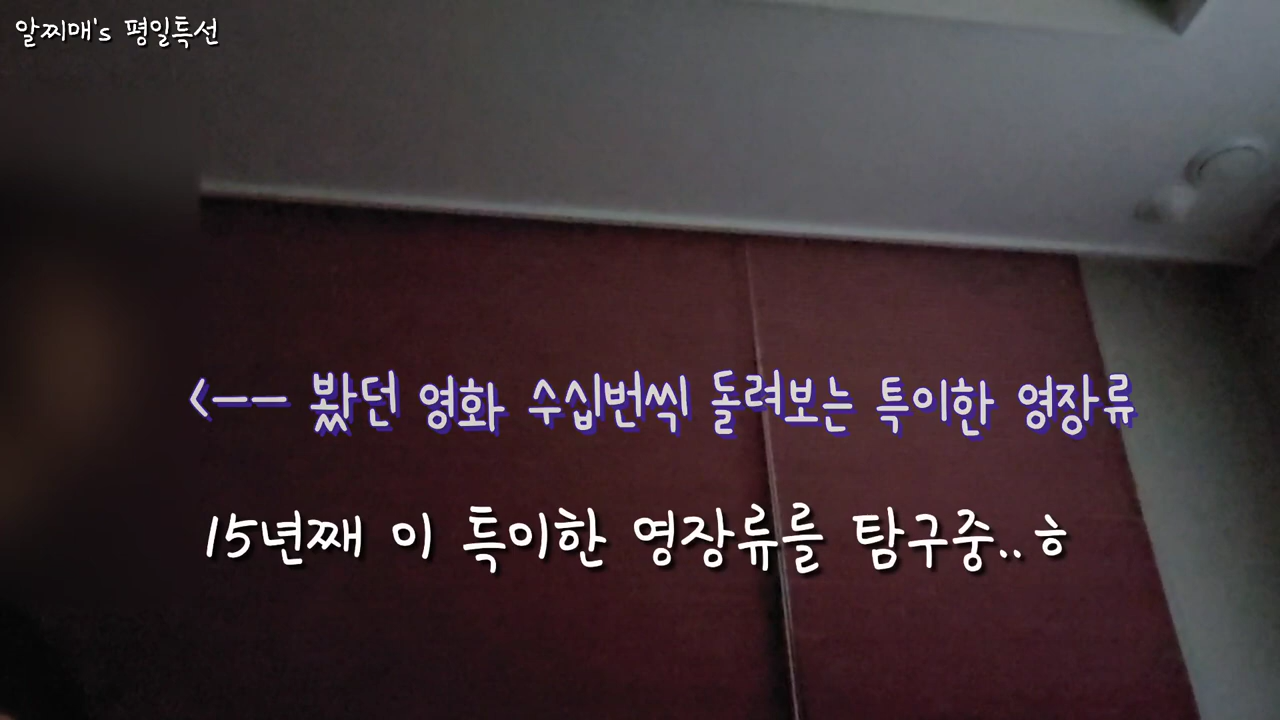 알찌매's 평일특선
<-- 봤던 영화 수십번씩 돌려보는 특이한 영장류
15년째 이 특이한 영장류를 탐구중..ㅎ